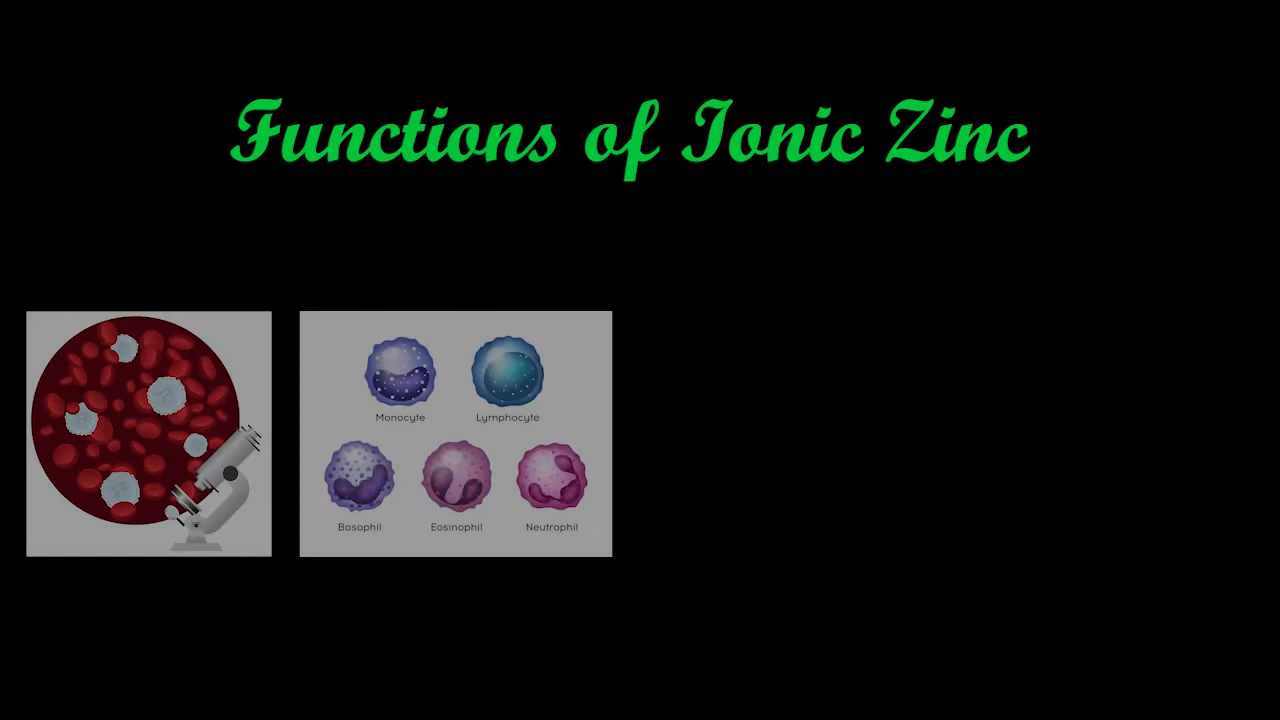 Functions of Ionic Zinc
Monocyte Lymphocyte
Basophil Eosinophil Neutrophil